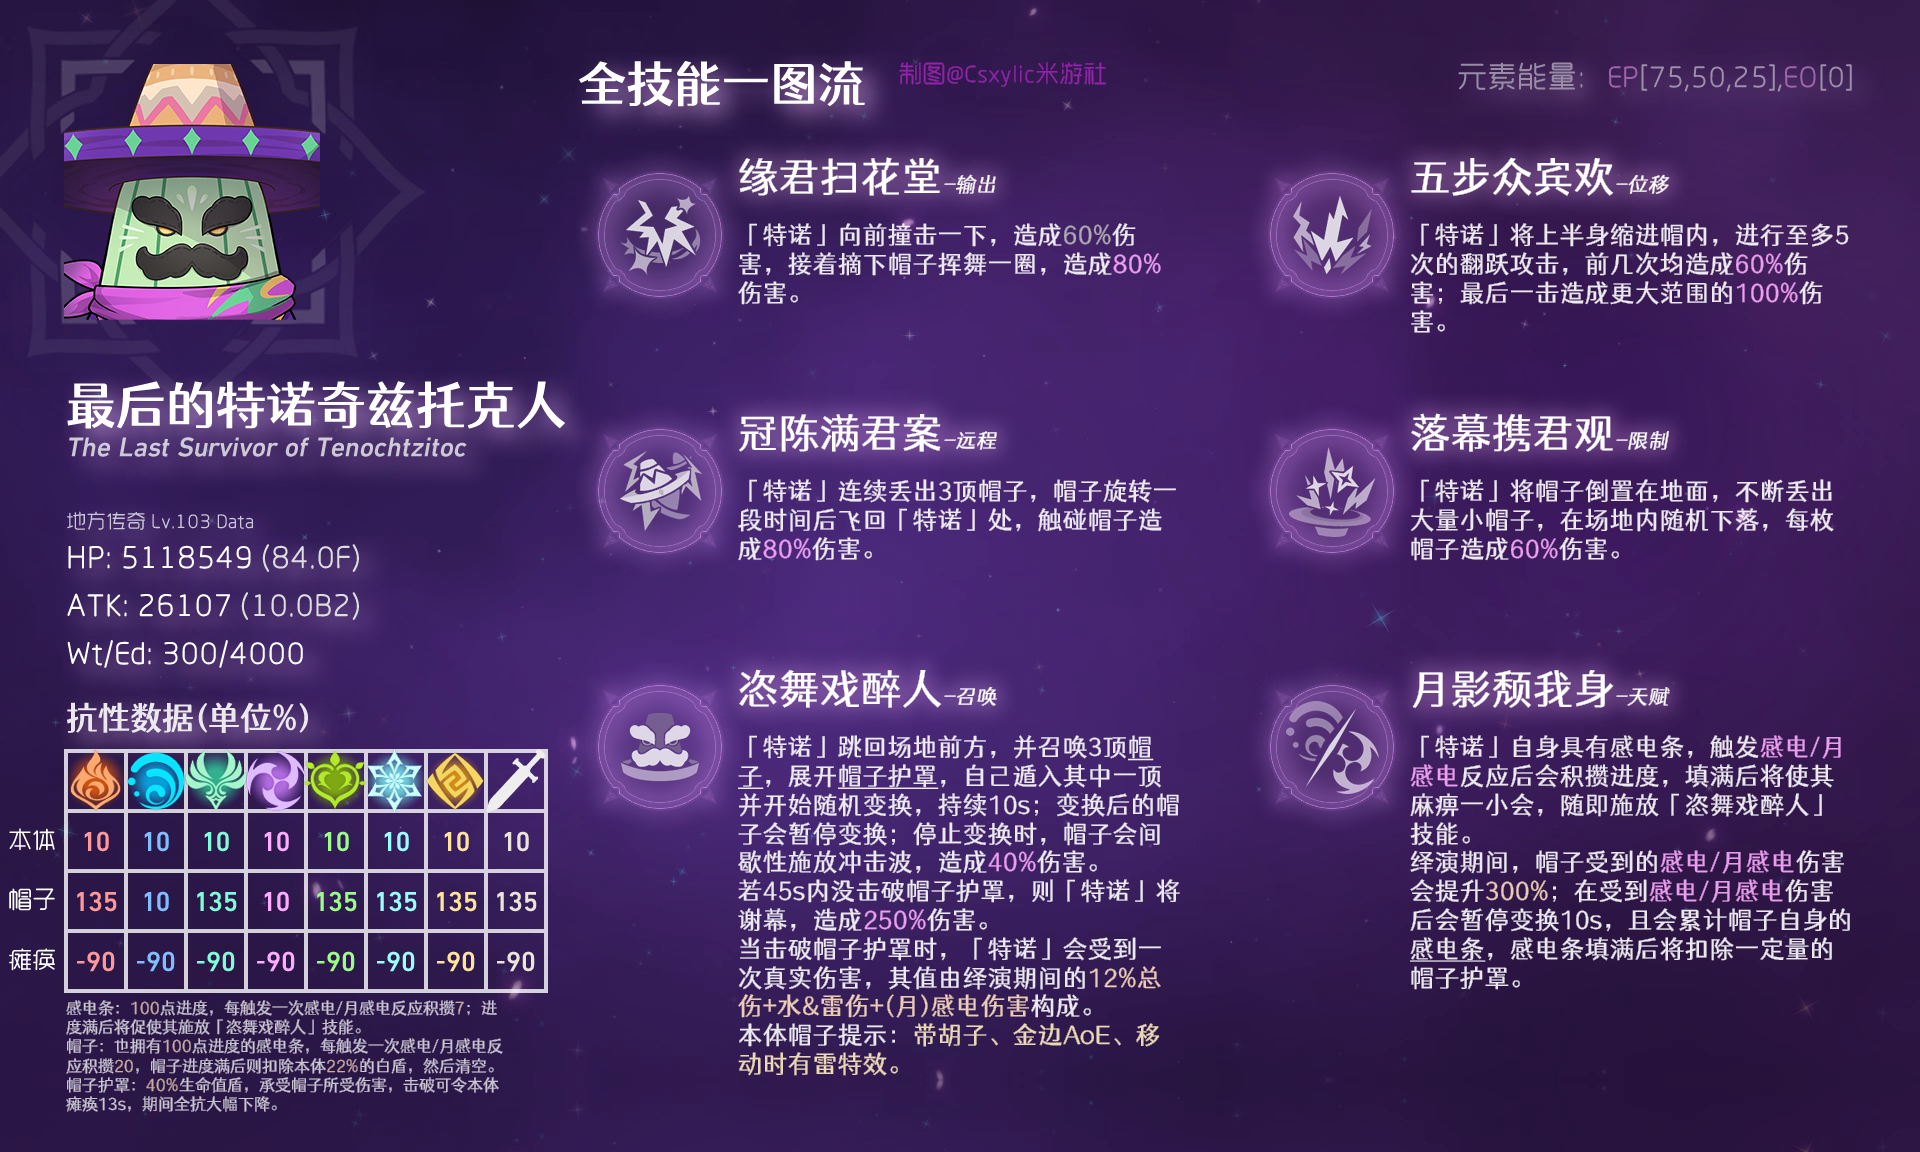 全技能一图流
制图@Csxylic米游社
元素能量: EP[75,50,25],EO[0]
最后的特诺奇兹托克人
The Last Survivor of Tenochtzitoc
地方传奇 Lv.103 Data
HP: 5118549 (84.0F)
ATK: 26107 (10.0B2)
Wt/Ed: 300/4000
抗性数据(单位%)
本体 10 10 10 10 10 10 10 10
帽子 135 10 135 10 135 135 135 135
瘫痪 -90 -90 -90 -90 -90 -90 -90 -90
感电条：100点进度，每触发一次感电/月感电反应积攒7；进
度满后将促使其施放「恣舞戏醉人」技能。
帽子：也拥有100点进度的感电条，每触发一次感电/月感电反
应积攒20，帽子进度满后则扣除本体22%的白盾，然后清空。
帽子护罩：40%生命值盾，承受帽子所受伤害，击破可令本体
瘫痪13s，期间全抗大幅下降。
缘君扫花堂-输出
「特诺」向前撞击一下，造成60%伤
害，接着摘下帽子挥舞一圈，造成80%
伤害。
五步众宾欢-位移
「特诺」将上半身缩进帽内，进行至多5
次的翻跃攻击，前几次均造成60%伤
害；最后一击造成更大范围的100%伤
害。
冠陈满君案-远程
「特诺」连续丢出3顶帽子，帽子旋转一
段时间后飞回「特诺」处，触碰帽子造
成80%伤害。
落幕携君观-限制
「特诺」将帽子倒置在地面，不断丢出
大量小帽子，在场地内随机下落，每枚
帽子造成60%伤害。
恣舞戏醉人-召唤
「特诺」跳回场地前方，并召唤3顶帽
子，展开帽子护罩，自己遁入其中一顶
并开始随机变换，持续10s；变换后的帽
子会暂停变换；停止变换时，帽子会间
歇性施放冲击波，造成40%伤害。
若45s内没击破帽子护罩，则「特诺」将
谢幕，造成250%伤害。
当击破帽子护罩时，「特诺」会受到一
次真实伤害，其值由绎演期间的12%总
伤+水&雷伤+(月)感电伤害构成。
本体帽子提示：带胡子、金边AoE、移
动时有雷特效。
月影颓我身-天赋
「特诺」自身具有感电条，触发感电/月
感电反应后会积攒进度，填满后将使其
麻痹一小会，随即施放「恣舞戏醉人」
技能。
绎演期间，帽子受到的感电/月感电伤害
会提升300%；在受到感电/月感电伤害
后会暂停变换10s，且会累计帽子自身的
感电条，感电条填满后将扣除一定量的
帽子护罩。